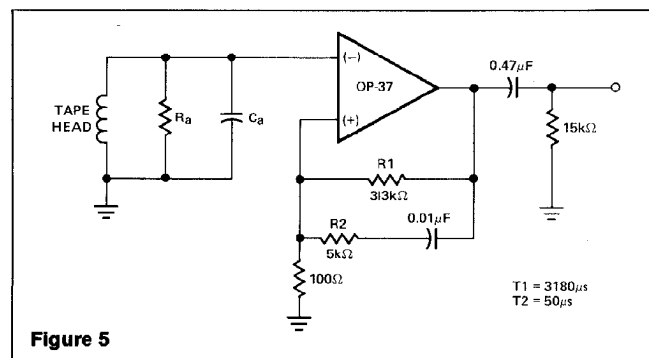 0.47µF
(−)
OP-37
(+)
TAPE
HEAD
Ra
Ca
15kΩ
R1
3I3kΩ
R2
0.01µF
5kΩ
100Ω
T1 = 3180µs
T2 = 50µs
Figure 5